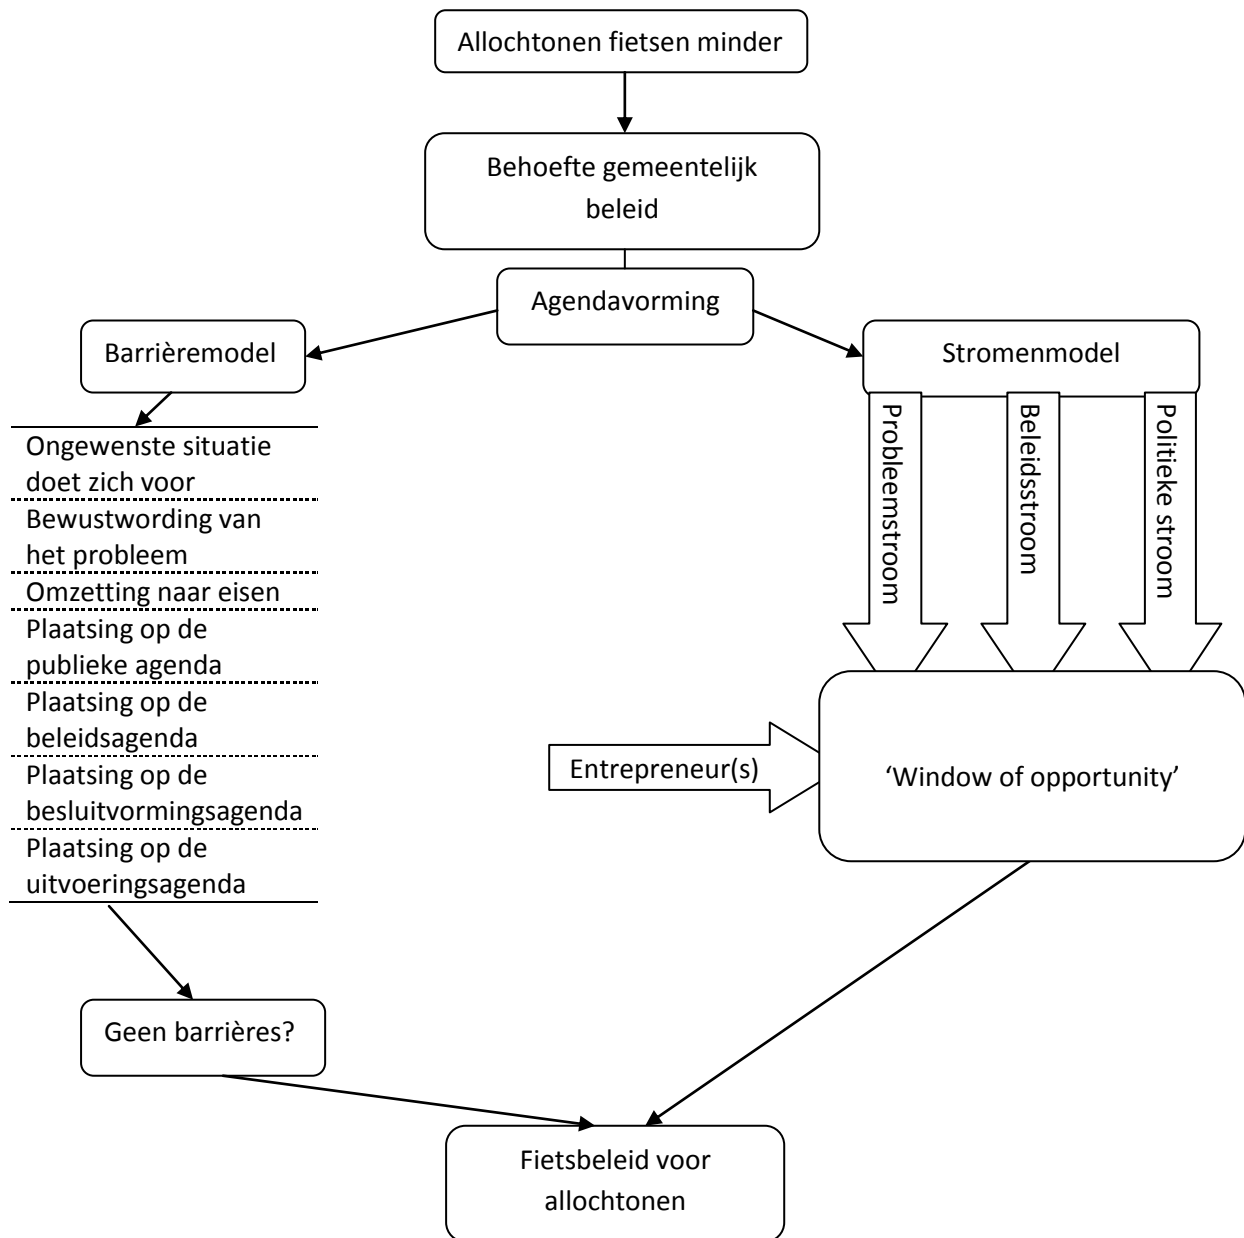 Allochtonen fietsen minder
Behoefte gemeentelijk
beleid
Agendavorming
Barrièremodel
Stromenmodel
Ongewenste situatie
doet zich voor
Bewustwording van
het probleem
Omzetting naar eisen
Plaatsing op de
publieke agenda
Plaatsing op de
beleidsagenda
Plaatsing op de
besluitvormingsagenda
Plaatsing op de
uitvoeringsagenda
Probleemstroom
Beleidsstroom
Politieke stroom
Entrepreneur(s)
‘Window of opportunity’
Geen barrières?
Fietsbeleid voor
allochtonen